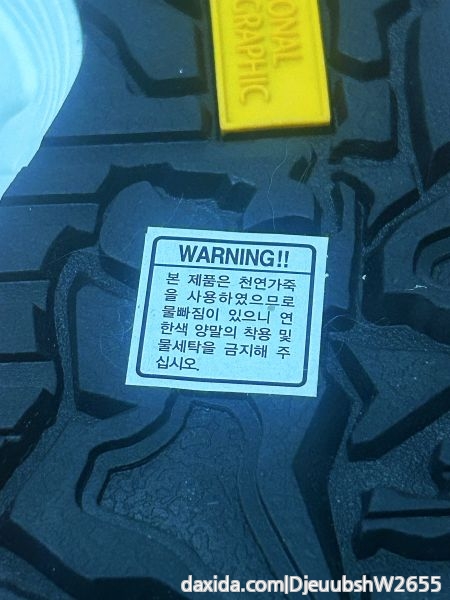 ONAL
GRAPHIC
WARNING!!
본 제품은 천연가죽
을 사용하였으므로
물빠짐이 있으니 연
한색 양말의 착용 및
물세탁을 금지해 주
십시오.
daxida.com|DjeuubshW2655